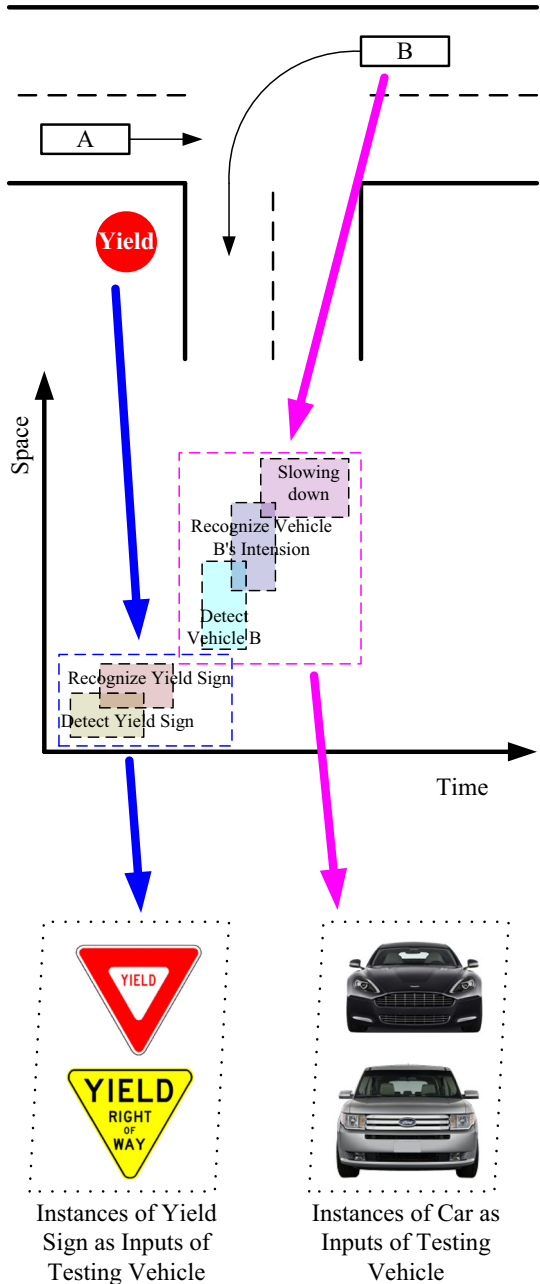 B
A
Yield
Space
Slowing
down
Recognize Vehicle
B's Intension
Detect
Vehicle B
Recognize Yield Sign
Detect Yield Sign
Time
YIELD
YIELD
RIGHT
OF
WAY
Ford
Instances of Yield
Sign as Inputs of
Testing Vehicle
Instances of Car as
Inputs of Testing
Vehicle